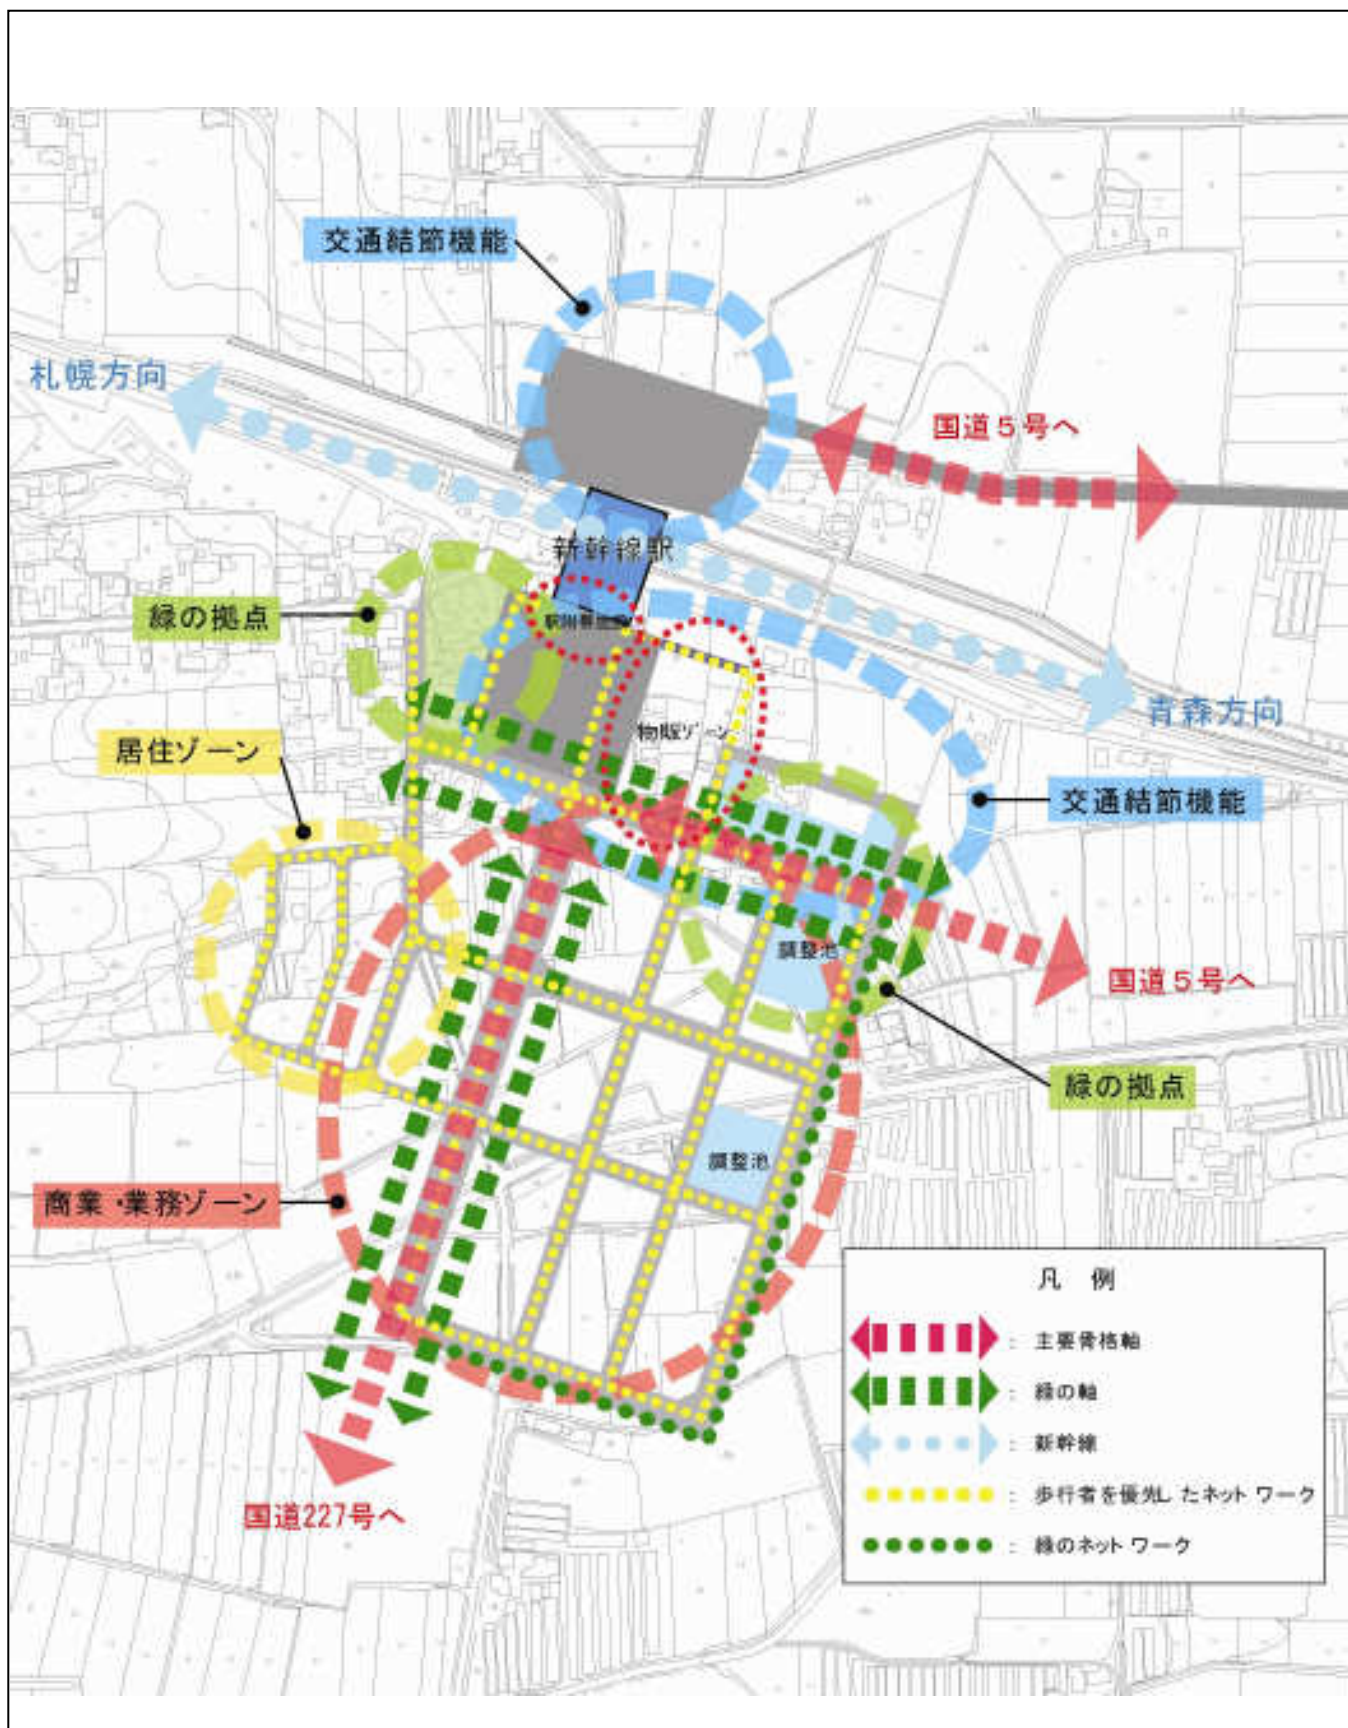 交通結節機能
札幌方向
国道5号へ
新幹線駅
緑の拠点
物販ゾーン
青森方向
居住ゾーン
交通結節機能
調整池
国道5号へ
緑の拠点
調整池
商業・業務ゾーン
国道227号へ
凡 例
: 主要骨格軸
: 緑の軸
: 新幹線
: 歩行者を優先したネットワーク
: 緑のネットワーク